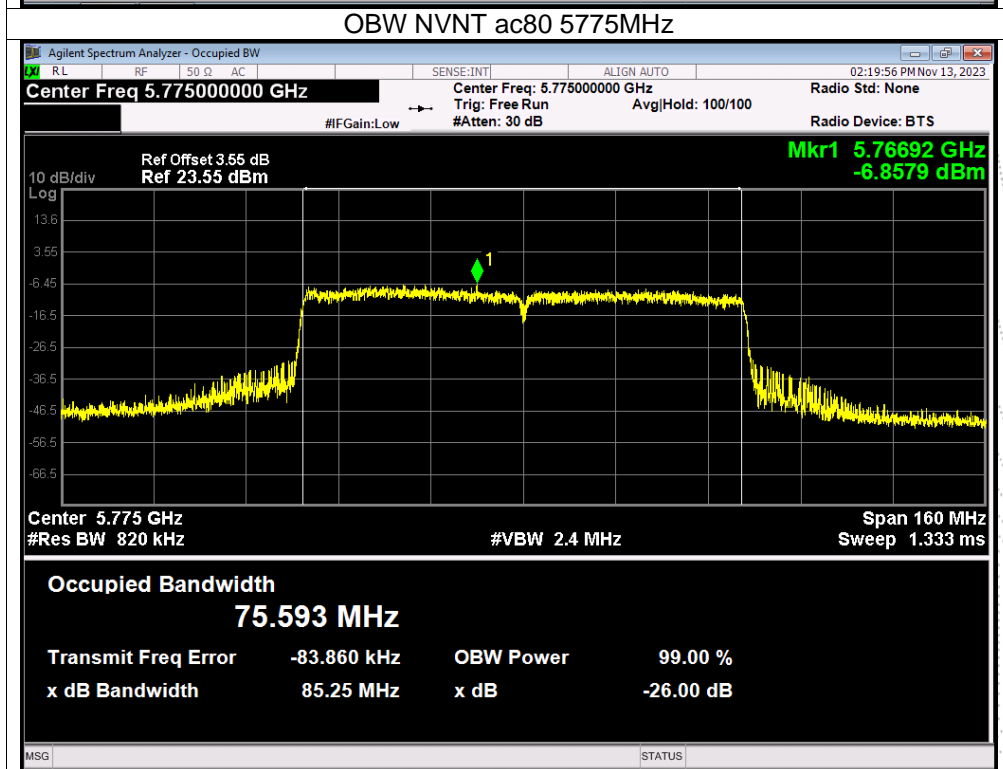 OBW NVNT ac80 5775MHz
Agilent Spectrum Analyzer - Occupied BW
LXI RL RF 50 Ω AC SENSE:INT ALIGN AUTO 02:19:56 PM Nov 13, 2023
Center Freq 5.775000000 GHz Center Freq: 5.775000000 GHz Radio Std: None
Trig: Free Run Avg|Hold: 100/100
#IFGain:Low #Atten: 30 dB Radio Device: BTS
Mkr1 5.76692 GHz
-6.8579 dBm
Ref Offset 3.55 dB
10 dB/div Ref 23.55 dBm
Log
13.6
3.55
1
-6.45
-16.5
-26.5
-36.5
-46.5
-56.5
-66.5
Center 5.775 GHz Span 160 MHz
#Res BW 820 kHz #VBW 2.4 MHz Sweep 1.333 ms
Occupied Bandwidth
75.593 MHz
Transmit Freq Error -83.860 kHz OBW Power 99.00 %
x dB Bandwidth 85.25 MHz x dB -26.00 dB
MSG STATUS